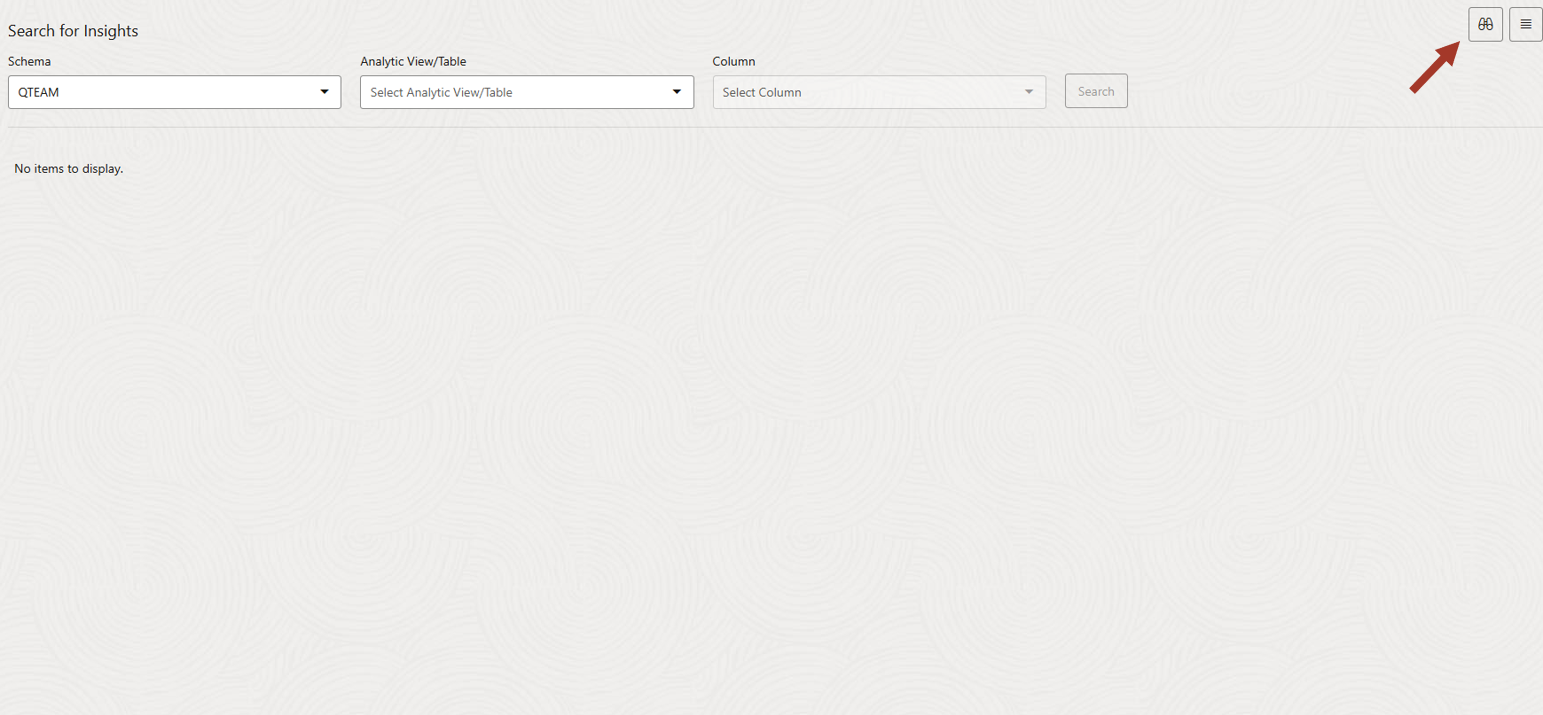 Search for Insights
Schema
Analytic View/Table
Column
QTEAM
Select Analytic View/Table
Select Column
Search
No items to display.